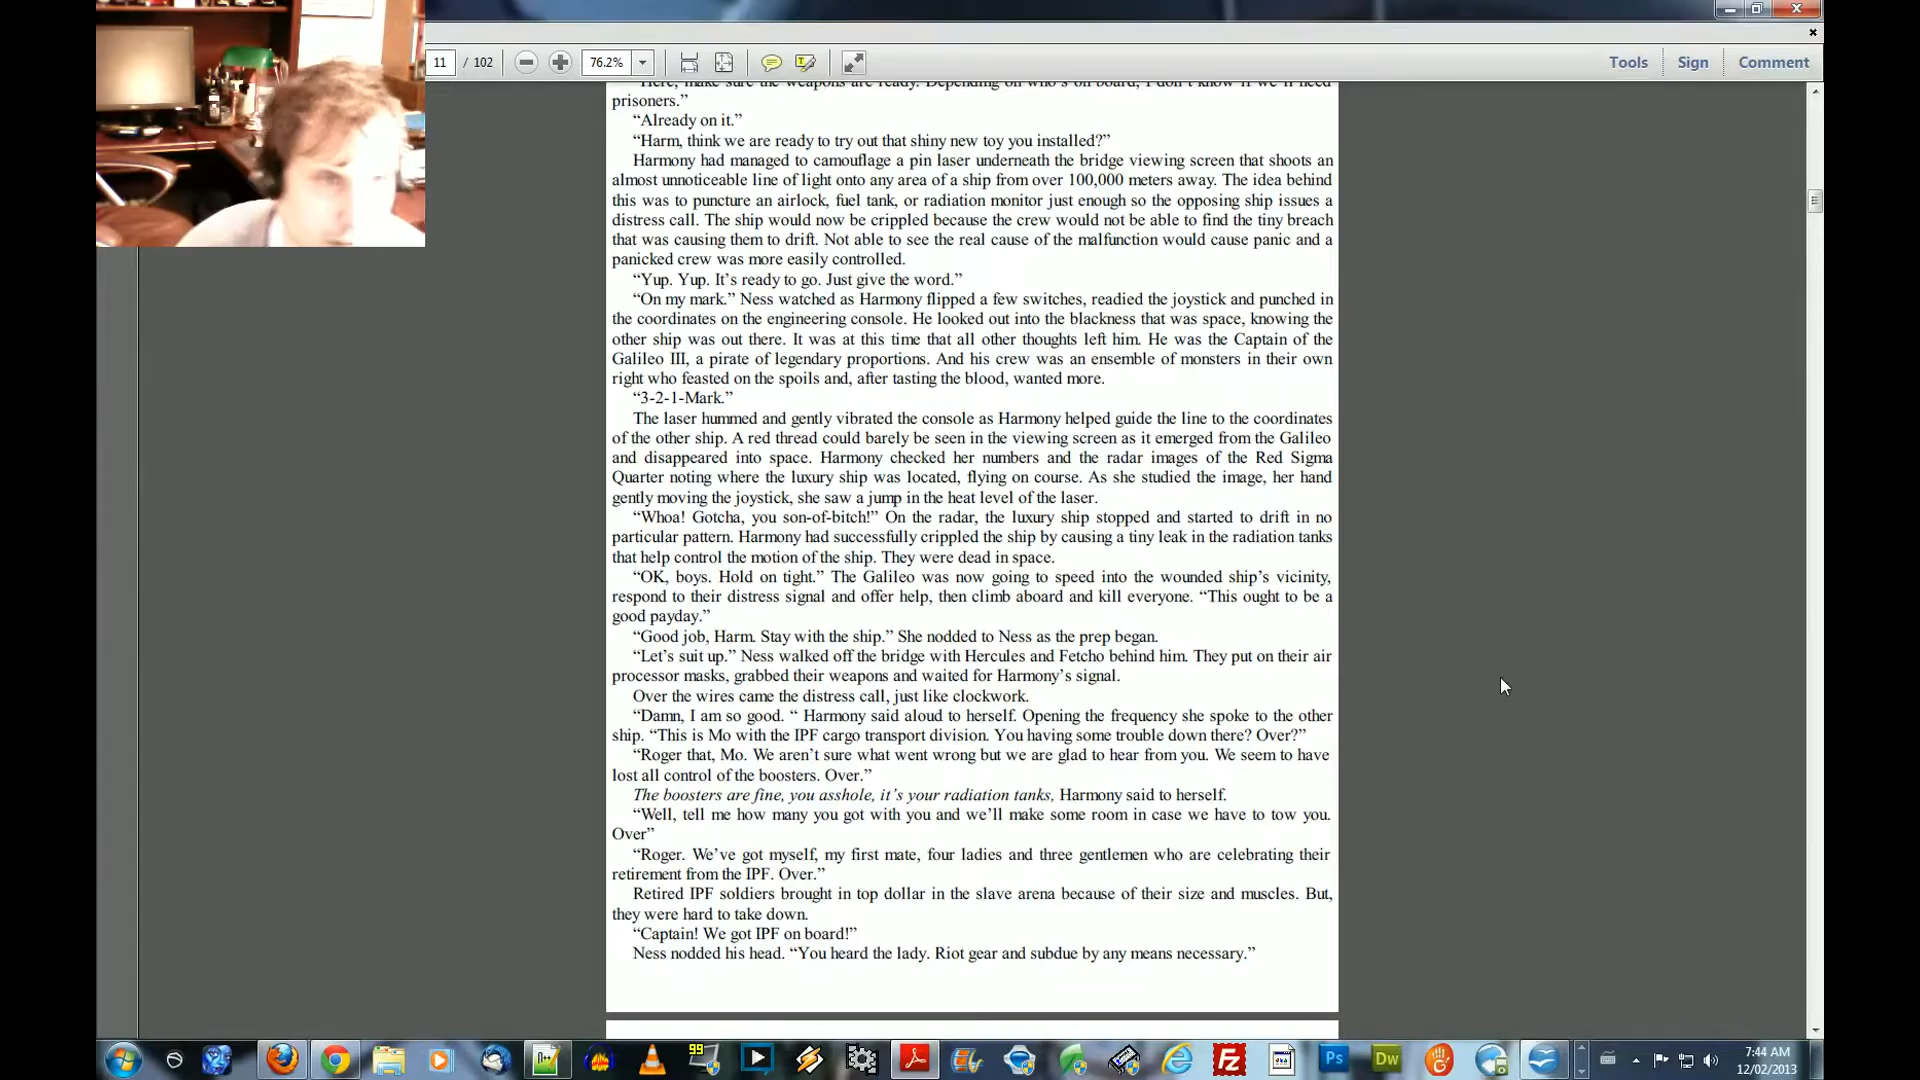 11 / 102 76.2% Tools Sign Comment
"Here, make sure the weapons are ready. Depending on who's on board, I don't know if we'll need
prisoners."
"Already on it."
"Harm, think we are ready to try out that shiny new toy you installed?"
Harmony had managed to camouflage a pin laser underneath the bridge viewing screen that shoots an
almost unnoticeable line of light onto any area of a ship from over 100,000 meters away. The idea behind
this was to puncture an airlock, fuel tank, or radiation monitor just enough so the opposing ship issues a
distress call. The ship would now be crippled because the crew would not be able to find the tiny breach
that was causing them to drift. Not able to see the real cause of the malfunction would cause panic and a
panicked crew was more easily controlled.
"Yup. Yup. It's ready to go. Just give the word."
"On my mark." Ness watched as Harmony flipped a few switches, readied the joystick and punched in
the coordinates on the engineering console. He looked out into the blackness that was space, knowing the
other ship was out there. It was at this time that all other thoughts left him. He was the Captain of the
Galileo III, a pirate of legendary proportions. And his crew was an ensemble of monsters in their own
right who feasted on the spoils and, after tasting the blood, wanted more.
"3-2-1-Mark."
The laser hummed and gently vibrated the console as Harmony helped guide the line to the coordinates
of the other ship. A red thread could barely be seen in the viewing screen as it emerged from the Galileo
and disappeared into space. Harmony checked her numbers and the radar images of the Red Sigma
Quarter noting where the luxury ship was located, flying on course. As she studied the image, her hand
gently moving the joystick, she saw a jump in the heat level of the laser.
"Whoa! Gotcha, you son-of-bitch!" On the radar, the luxury ship stopped and started to drift in no
particular pattern. Harmony had successfully crippled the ship by causing a tiny leak in the radiation tanks
that help control the motion of the ship. They were dead in space.
"OK, boys. Hold on tight." The Galileo was now going to speed into the wounded ship's vicinity,
respond to their distress signal and offer help, then climb aboard and kill everyone. "This ought to be a
good payday."
"Good job, Harm. Stay with the ship." She nodded to Ness as the prep began.
"Let's suit up." Ness walked off the bridge with Hercules and Fetcho behind him. They put on their air
processor masks, grabbed their weapons and waited for Harmony's signal.
Over the wires came the distress call, just like clockwork.
"Damn, I am so good. " Harmony said aloud to herself. Opening the frequency she spoke to the other
ship. "This is Mo with the IPF cargo transport division. You having some trouble down there? Over?"
"Roger that, Mo. We aren't sure what went wrong but we are glad to hear from you. We seem to have
lost all control of the boosters. Over."
The boosters are fine, you asshole, it's your radiation tanks, Harmony said to herself.
"Well, tell me how many you got with you and we'll make some room in case we have to tow you.
Over"
"Roger. We've got myself, my first mate, four ladies and three gentlemen who are celebrating their
retirement from the IPF. Over."
Retired IPF soldiers brought in top dollar in the slave arena because of their size and muscles. But,
they were hard to take down.
"Captain! We got IPF on board!"
Ness nodded his head. "You heard the lady. Riot gear and subdue by any means necessary."
99 Ps Dw
7:44 AM
12/02/2013